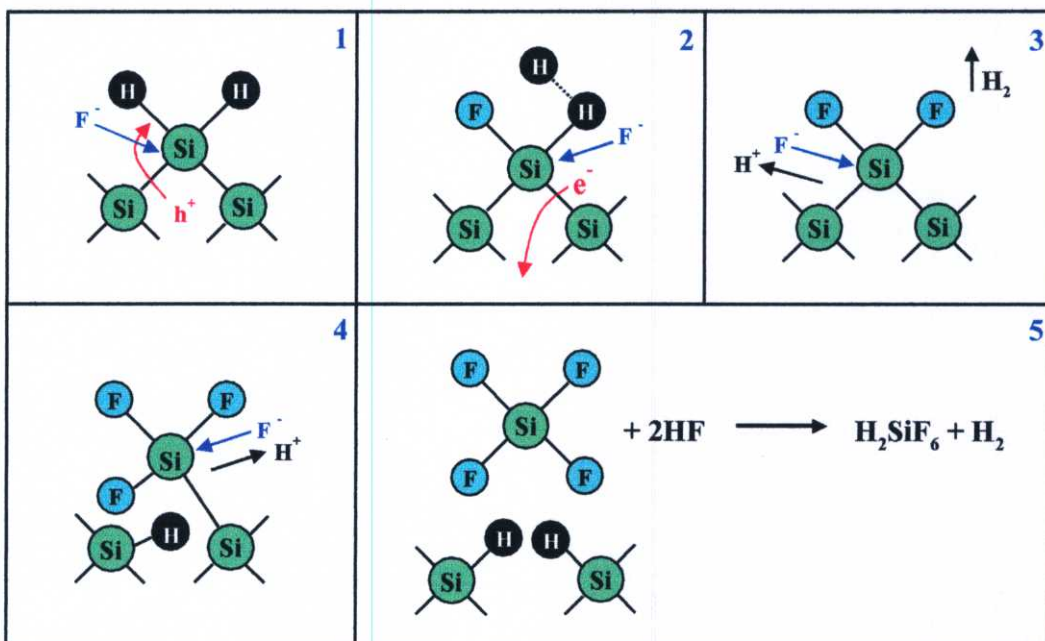 1
H
H
F⁻
Si
h⁺
Si
Si
2
H
F
H
Si
F⁻
e⁻
Si
Si
3
H₂
F
F
F⁻
H⁺
Si
Si
Si
4
F
F
F⁻
Si
H⁺
F
H
Si
Si
5
F
F
Si
+ 2HF ⟶ H₂SiF₆ + H₂
F
F
H
H
Si
Si